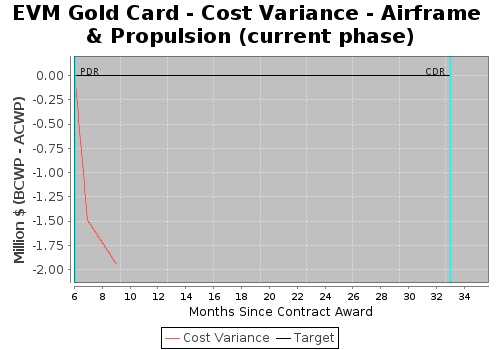 EVM Gold Card - Cost Variance - Airframe
& Propulsion (current phase)
Million $ (BCWP - ACWP)
0.00
-0.25
-0.50
-0.75
-1.00
-1.25
-1.50
-1.75
-2.00
PDR CDR
6 8 10 12 14 16 18 20 22 24 26 28 30 32 34
Months Since Contract Award
Cost Variance Target